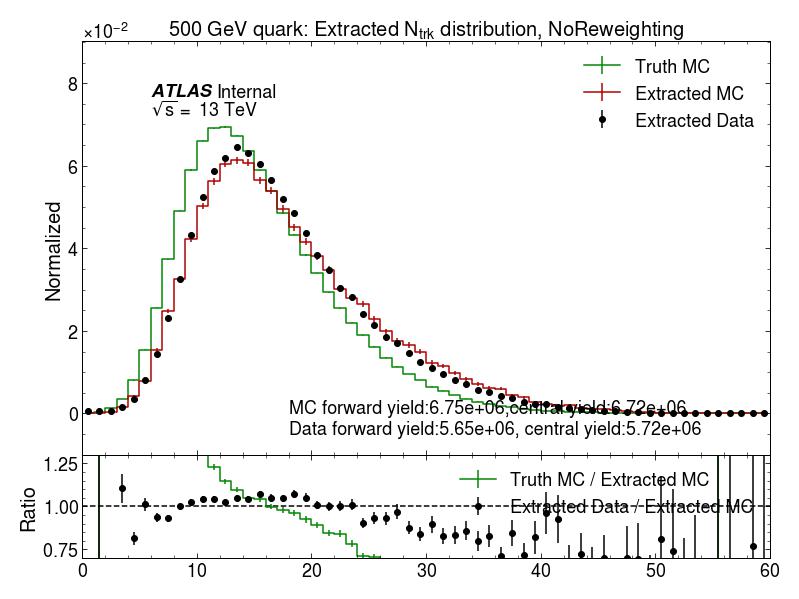 ×10⁻² 500 GeV quark: Extracted N_trk distribution, NoReweighting
ATLAS Internal
√s = 13 TeV
Truth MC
Extracted MC
Extracted Data
Normalized
8
6
4
2
0
MC forward yield:6.75e+06,central yield:6.72e+06
Data forward yield:5.65e+06, central yield:5.72e+06
Truth MC / Extracted MC
Extracted Data / Extracted MC
Ratio
1.25
1.00
0.75
0 10 20 30 40 50 60